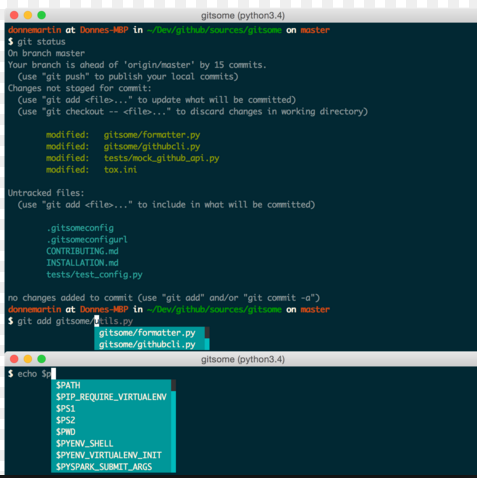 gitsome (python3.4)
donnemartin at Donnes-MBP in ~/Dev/github/sources/gitsome on master
$ git status
On branch master
Your branch is ahead of 'origin/master' by 15 commits.
  (use "git push" to publish your local commits)
Changes not staged for commit:
  (use "git add <file>..." to update what will be committed)
  (use "git checkout -- <file>..." to discard changes in working directory)
        modified:   gitsome/formatter.py
        modified:   gitsome/githubcli.py
        modified:   tests/mock_github_api.py
        modified:   tox.ini
Untracked files:
  (use "git add <file>..." to include in what will be committed)
        .gitsomeconfig
        .gitsomeconfigurl
        CONTRIBUTING.md
        INSTALLATION.md
        tests/test_config.py
no changes added to commit (use "git add" and/or "git commit -a")
donnemartin at Donnes-MBP in ~/Dev/github/sources/gitsome on master
$ git add gitsome/utils.py
gitsome/formatter.py
gitsome/githubcli.py
gitsome (python3.4)
$ echo $p
$PATH
$PIP_REQUIRE_VIRTUALENV
$PS1
$PS2
$PWD
$PYENV_SHELL
$PYENV_VIRTUALENV_INIT
$PYSPARK_SUBMIT_ARGS